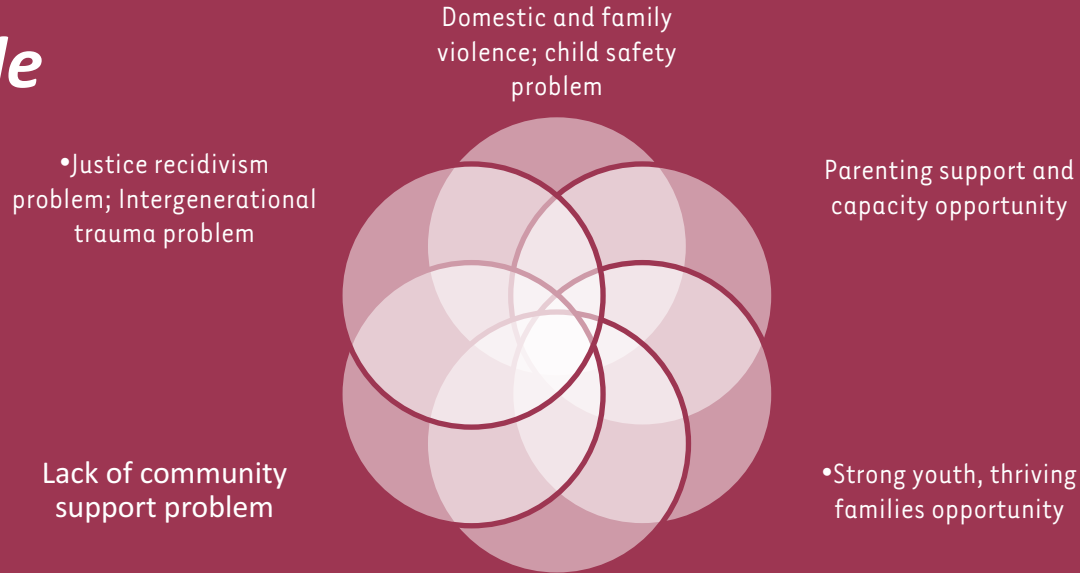 Domestic and family
violence; child safety
problem
•Justice recidivism
problem; Intergenerational
trauma problem
Parenting support and
capacity opportunity
Lack of community
support problem
•Strong youth, thriving
families opportunity